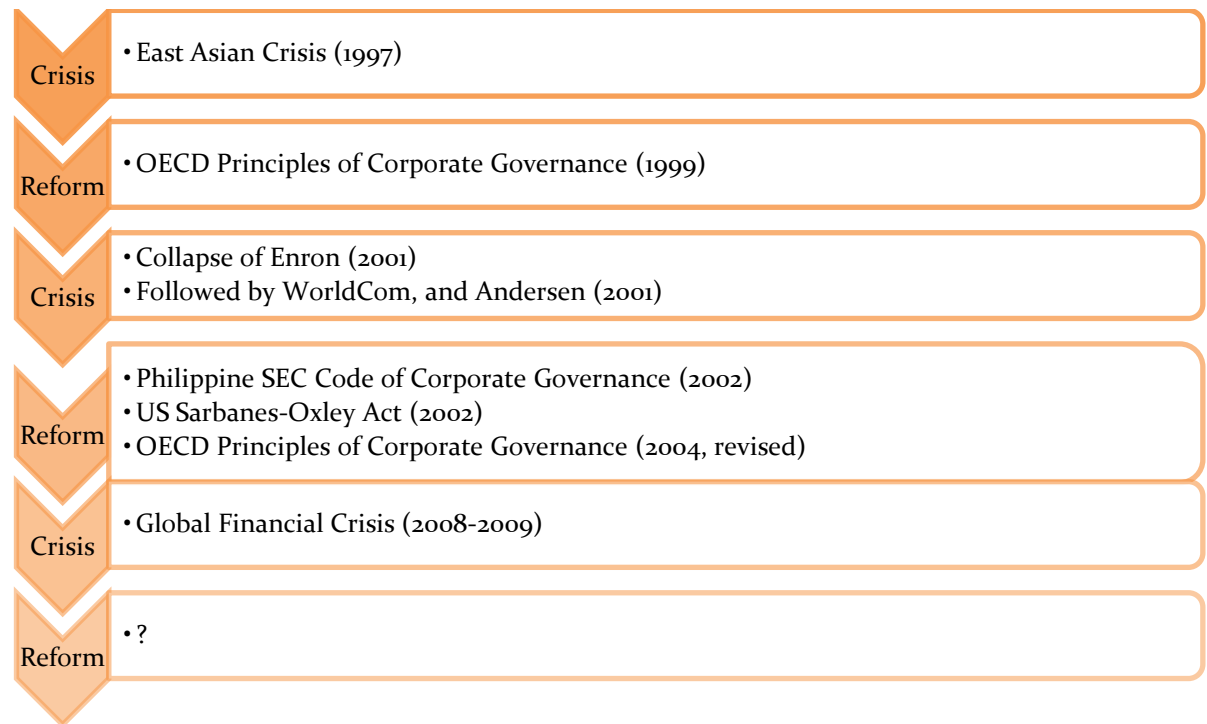 Crisis
• East Asian Crisis (1997)
Reform
• OECD Principles of Corporate Governance (1999)
Crisis
• Collapse of Enron (2001)
• Followed by WorldCom, and Andersen (2001)
Reform
• Philippine SEC Code of Corporate Governance (2002)
• US Sarbanes-Oxley Act (2002)
• OECD Principles of Corporate Governance (2004, revised)
Crisis
• Global Financial Crisis (2008-2009)
Reform
• ?